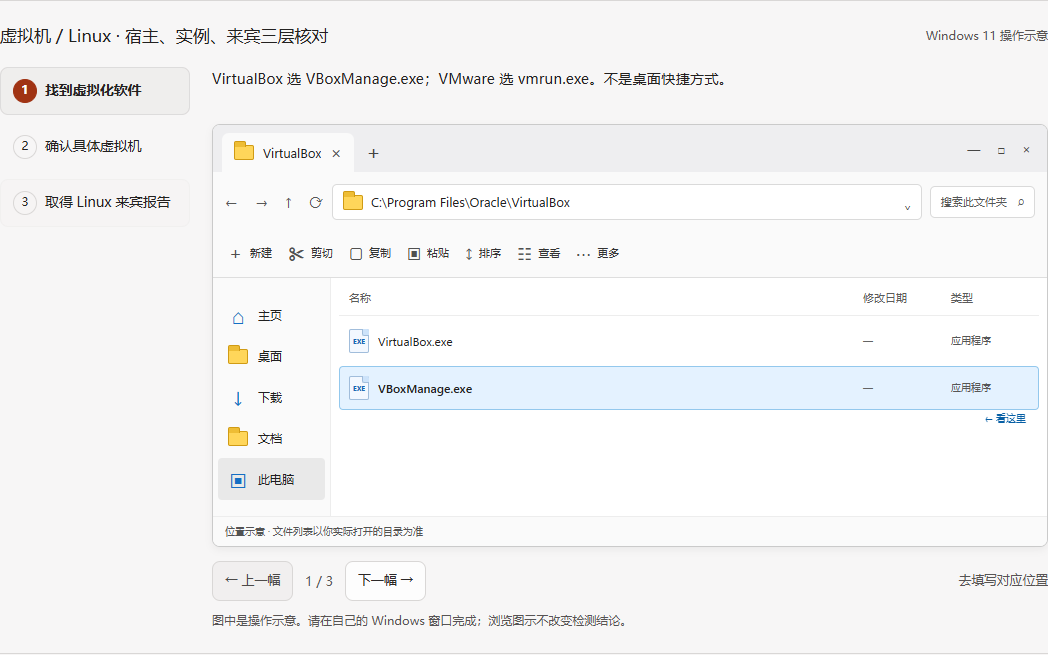 虚拟机 / Linux · 宿主、实例、来宾三层核对
Windows 11 操作示意
1 找到虚拟化软件
2 确认具体虚拟机
3 取得 Linux 来宾报告
VirtualBox 选 VBoxManage.exe；VMware 选 vmrun.exe。不是桌面快捷方式。
VirtualBox × +
C:\Program Files\Oracle\VirtualBox
搜索此文件夹
+ 新建 剪切 复制 粘贴 ↕ 排序 查看 ··· 更多
主页
桌面
下载
文档
此电脑
名称 修改日期 类型
EXE VirtualBox.exe — 应用程序
EXE VBoxManage.exe — 应用程序
← 看这里
位置示意 · 文件列表以你实际打开的目录为准
← 上一幅 1 / 3 下一幅 →
去填写对应位置
图中是操作示意。请在自己的 Windows 窗口完成；浏览图示不改变检测结论。